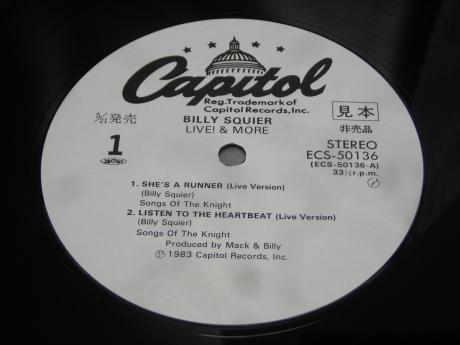 Capitol
Reg. Trademark of
Capitol Records, Inc.
5/21発売
BILLY SQUIER
LIVE! & MORE
見本
非売品
1
STEREO
ECS-50136
(ECS-50136-A)
33⅓ r.p.m.
1. SHE'S A RUNNER (Live Version)
(Billy Squier)
Songs Of The Knight
2. LISTEN TO THE HEARTBEAT (Live Version)
(Billy Squier)
Songs Of The Knight
Produced by Mack & Billy
℗ 1983 Capitol Records, Inc.